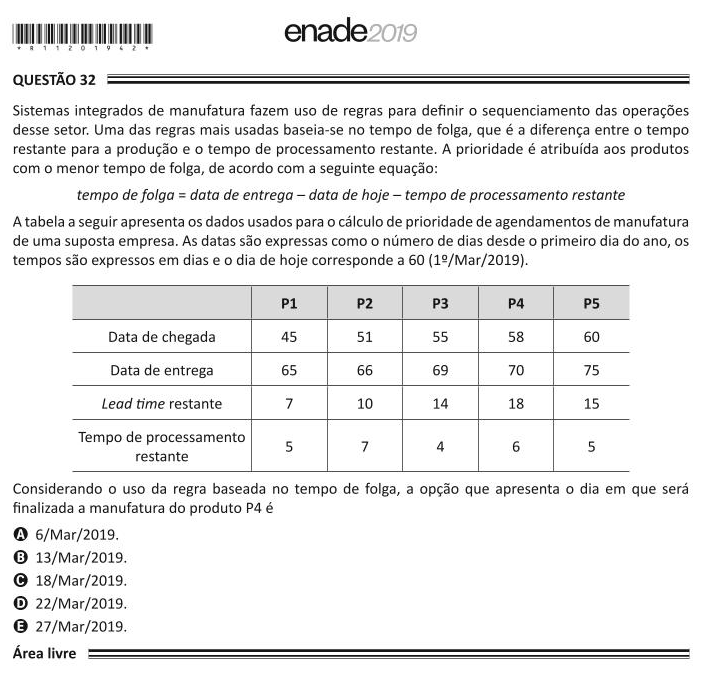 enade2019
*R1120194 2*
QUESTÃO 32
Sistemas integrados de manufatura fazem uso de regras para definir o sequenciamento das operações
desse setor. Uma das regras mais usadas baseia-se no tempo de folga, que é a diferença entre o tempo
restante para a produção e o tempo de processamento restante. A prioridade é atribuída aos produtos
com o menor tempo de folga, de acordo com a seguinte equação:
tempo de folga = data de entrega – data de hoje – tempo de processamento restante
A tabela a seguir apresenta os dados usados para o cálculo de prioridade de agendamentos de manufatura
de uma suposta empresa. As datas são expressas como o número de dias desde o primeiro dia do ano, os
tempos são expressos em dias e o dia de hoje corresponde a 60 (1º/Mar/2019).
P1 P2 P3 P4 P5
Data de chegada 45 51 55 58 60
Data de entrega 65 66 69 70 75
Lead time restante 7 10 14 18 15
Tempo de processamento
restante 5 7 4 6 5
Considerando o uso da regra baseada no tempo de folga, a opção que apresenta o dia em que será
finalizada a manufatura do produto P4 é
A 6/Mar/2019.
B 13/Mar/2019.
C 18/Mar/2019.
D 22/Mar/2019.
E 27/Mar/2019.
Área livre